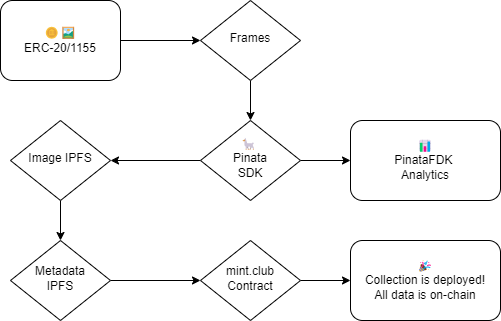 🪙 🖼️
ERC-20/1155
Frames
Image IPFS
🦙
Pinata
SDK
📊
PinataFDK
Analytics
Metadata
IPFS
mint.club
Contract
🎉
Collection is deployed!
All data is on-chain